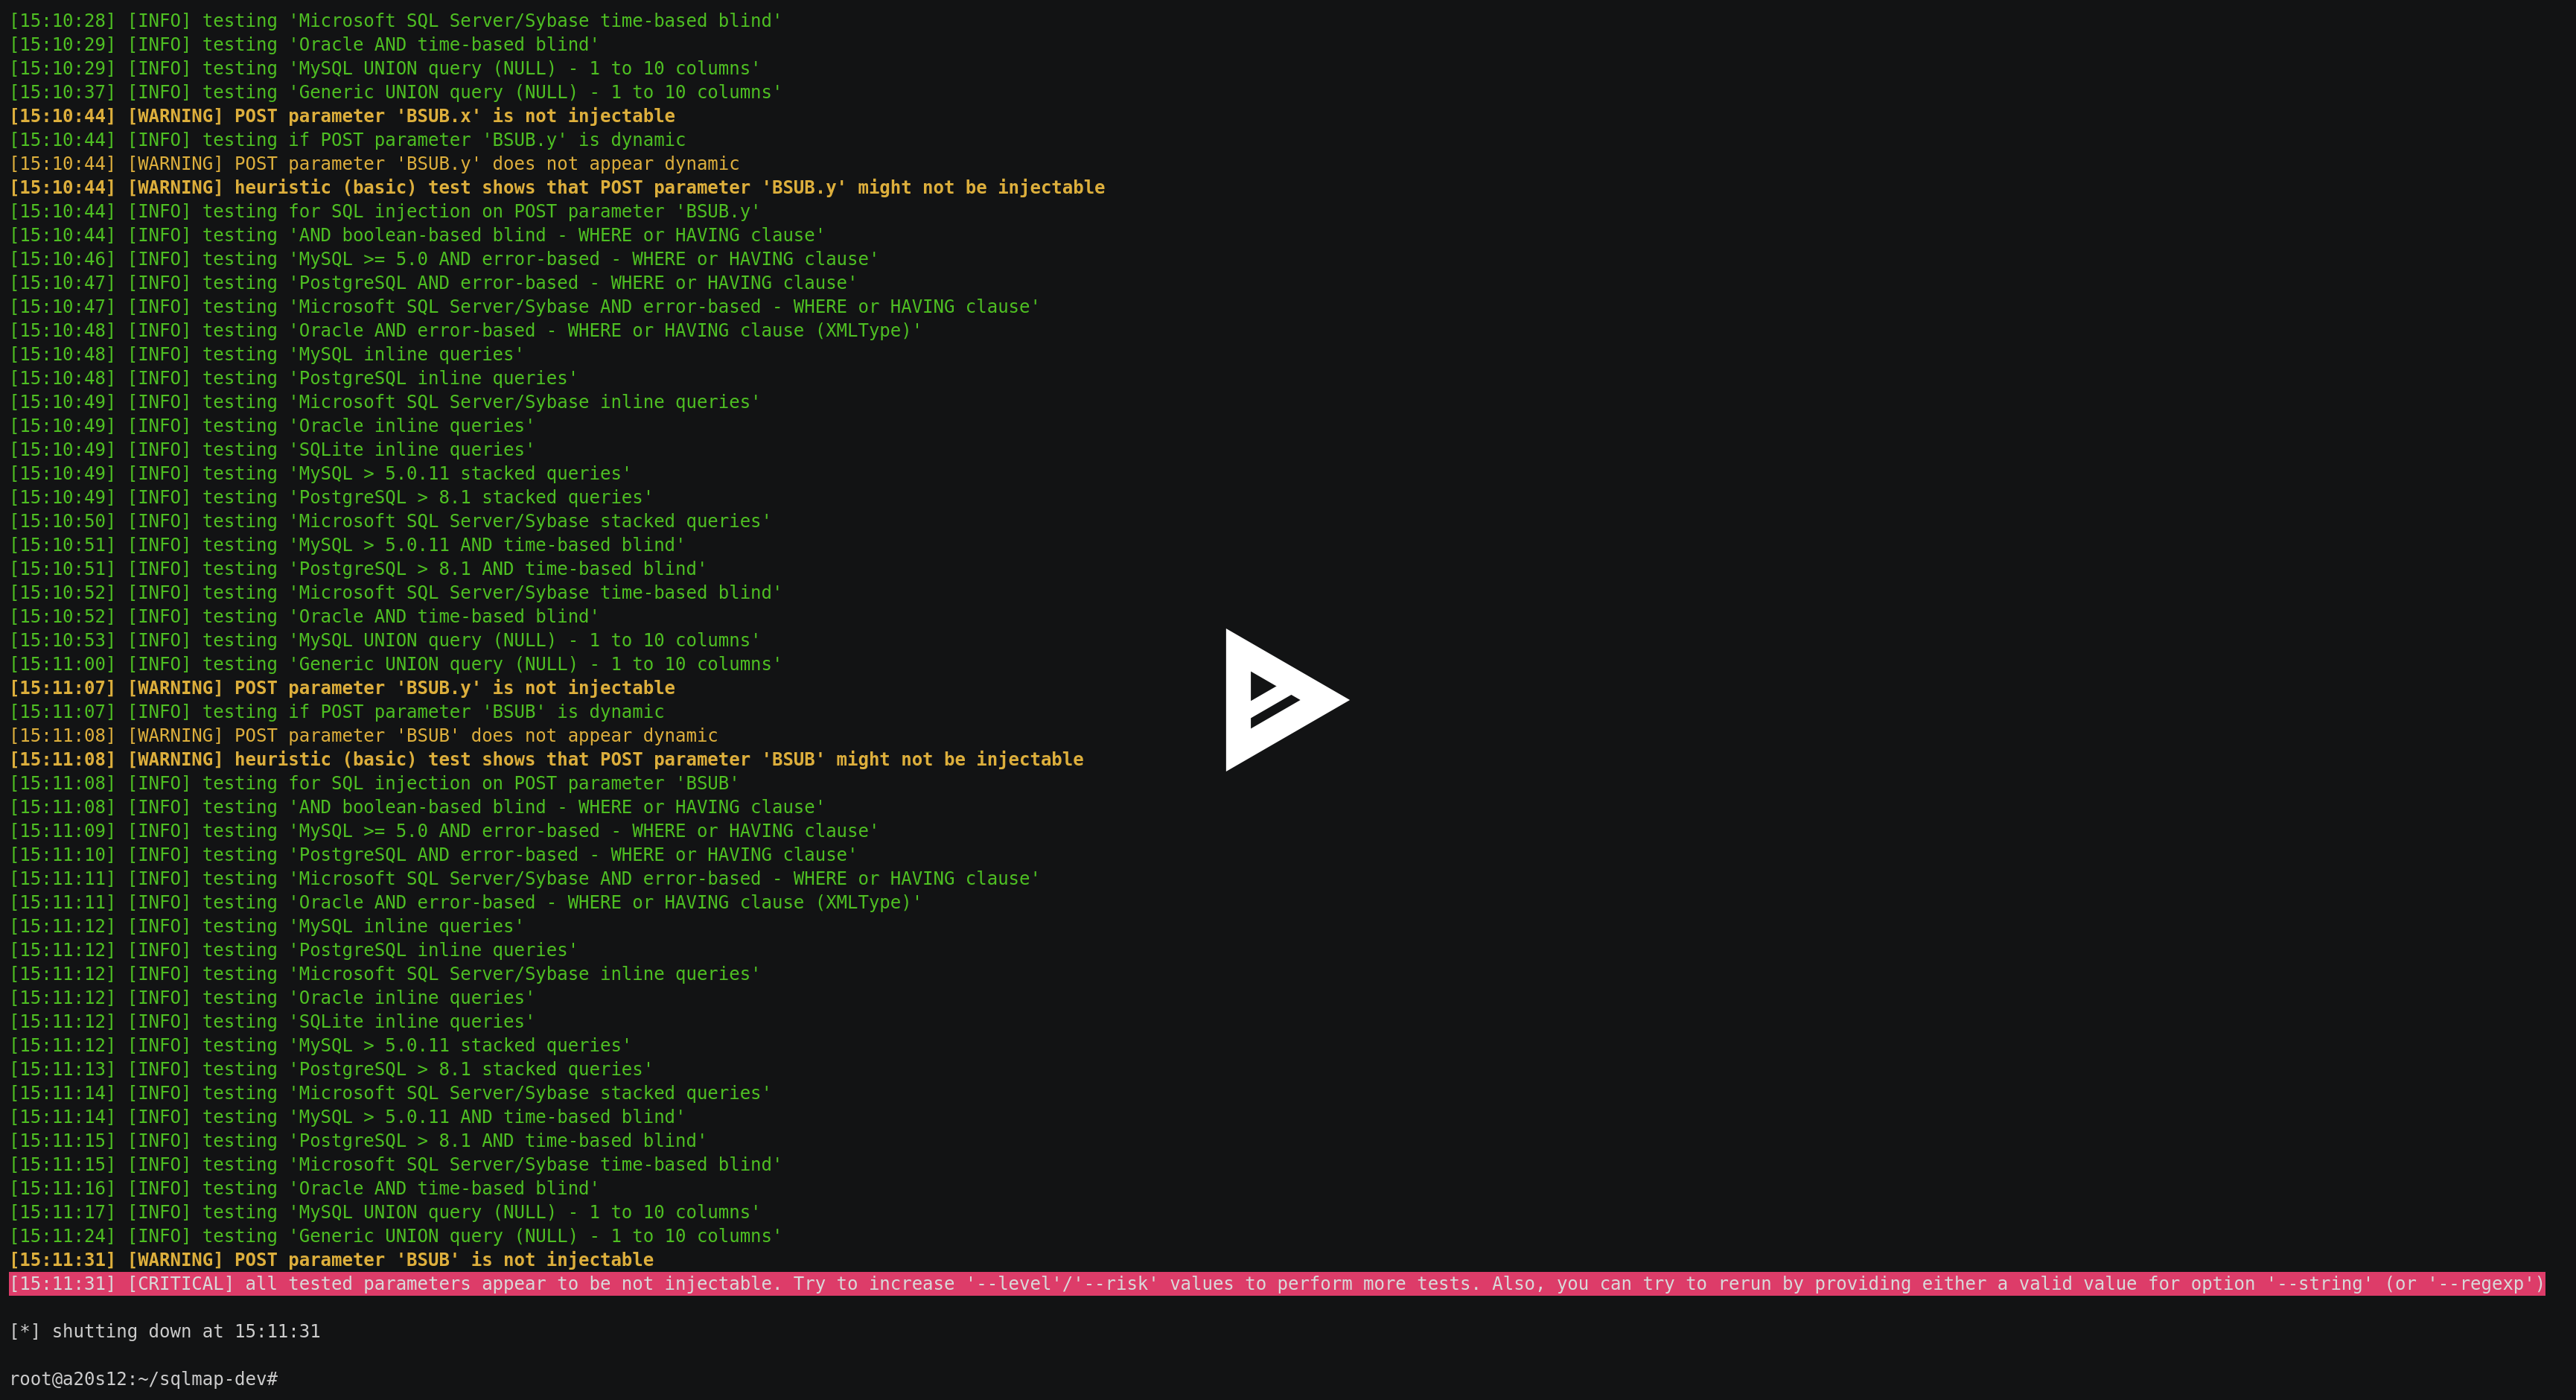 [15:10:28] [INFO] testing 'Microsoft SQL Server/Sybase time-based blind'
[15:10:29] [INFO] testing 'Oracle AND time-based blind'
[15:10:29] [INFO] testing 'MySQL UNION query (NULL) - 1 to 10 columns'
[15:10:37] [INFO] testing 'Generic UNION query (NULL) - 1 to 10 columns'
[15:10:44] [WARNING] POST parameter 'BSUB.x' is not injectable
[15:10:44] [INFO] testing if POST parameter 'BSUB.y' is dynamic
[15:10:44] [WARNING] POST parameter 'BSUB.y' does not appear dynamic
[15:10:44] [WARNING] heuristic (basic) test shows that POST parameter 'BSUB.y' might not be injectable
[15:10:44] [INFO] testing for SQL injection on POST parameter 'BSUB.y'
[15:10:44] [INFO] testing 'AND boolean-based blind - WHERE or HAVING clause'
[15:10:46] [INFO] testing 'MySQL >= 5.0 AND error-based - WHERE or HAVING clause'
[15:10:47] [INFO] testing 'PostgreSQL AND error-based - WHERE or HAVING clause'
[15:10:47] [INFO] testing 'Microsoft SQL Server/Sybase AND error-based - WHERE or HAVING clause'
[15:10:48] [INFO] testing 'Oracle AND error-based - WHERE or HAVING clause (XMLType)'
[15:10:48] [INFO] testing 'MySQL inline queries'
[15:10:48] [INFO] testing 'PostgreSQL inline queries'
[15:10:49] [INFO] testing 'Microsoft SQL Server/Sybase inline queries'
[15:10:49] [INFO] testing 'Oracle inline queries'
[15:10:49] [INFO] testing 'SQLite inline queries'
[15:10:49] [INFO] testing 'MySQL > 5.0.11 stacked queries'
[15:10:49] [INFO] testing 'PostgreSQL > 8.1 stacked queries'
[15:10:50] [INFO] testing 'Microsoft SQL Server/Sybase stacked queries'
[15:10:51] [INFO] testing 'MySQL > 5.0.11 AND time-based blind'
[15:10:51] [INFO] testing 'PostgreSQL > 8.1 AND time-based blind'
[15:10:52] [INFO] testing 'Microsoft SQL Server/Sybase time-based blind'
[15:10:52] [INFO] testing 'Oracle AND time-based blind'
[15:10:53] [INFO] testing 'MySQL UNION query (NULL) - 1 to 10 columns'
[15:11:00] [INFO] testing 'Generic UNION query (NULL) - 1 to 10 columns'
[15:11:07] [WARNING] POST parameter 'BSUB.y' is not injectable
[15:11:07] [INFO] testing if POST parameter 'BSUB' is dynamic
[15:11:08] [WARNING] POST parameter 'BSUB' does not appear dynamic
[15:11:08] [WARNING] heuristic (basic) test shows that POST parameter 'BSUB' might not be injectable
[15:11:08] [INFO] testing for SQL injection on POST parameter 'BSUB'
[15:11:08] [INFO] testing 'AND boolean-based blind - WHERE or HAVING clause'
[15:11:09] [INFO] testing 'MySQL >= 5.0 AND error-based - WHERE or HAVING clause'
[15:11:10] [INFO] testing 'PostgreSQL AND error-based - WHERE or HAVING clause'
[15:11:11] [INFO] testing 'Microsoft SQL Server/Sybase AND error-based - WHERE or HAVING clause'
[15:11:11] [INFO] testing 'Oracle AND error-based - WHERE or HAVING clause (XMLType)'
[15:11:12] [INFO] testing 'MySQL inline queries'
[15:11:12] [INFO] testing 'PostgreSQL inline queries'
[15:11:12] [INFO] testing 'Microsoft SQL Server/Sybase inline queries'
[15:11:12] [INFO] testing 'Oracle inline queries'
[15:11:12] [INFO] testing 'SQLite inline queries'
[15:11:12] [INFO] testing 'MySQL > 5.0.11 stacked queries'
[15:11:13] [INFO] testing 'PostgreSQL > 8.1 stacked queries'
[15:11:14] [INFO] testing 'Microsoft SQL Server/Sybase stacked queries'
[15:11:14] [INFO] testing 'MySQL > 5.0.11 AND time-based blind'
[15:11:15] [INFO] testing 'PostgreSQL > 8.1 AND time-based blind'
[15:11:15] [INFO] testing 'Microsoft SQL Server/Sybase time-based blind'
[15:11:16] [INFO] testing 'Oracle AND time-based blind'
[15:11:17] [INFO] testing 'MySQL UNION query (NULL) - 1 to 10 columns'
[15:11:24] [INFO] testing 'Generic UNION query (NULL) - 1 to 10 columns'
[15:11:31] [WARNING] POST parameter 'BSUB' is not injectable
[15:11:31] [CRITICAL] all tested parameters appear to be not injectable. Try to increase '--level'/'--risk' values to perform more tests. Also, you can try to rerun by providing either a valid value for option '--string' (or '--regexp')
[*] shutting down at 15:11:31
root@a20s12:~/sqlmap-dev#